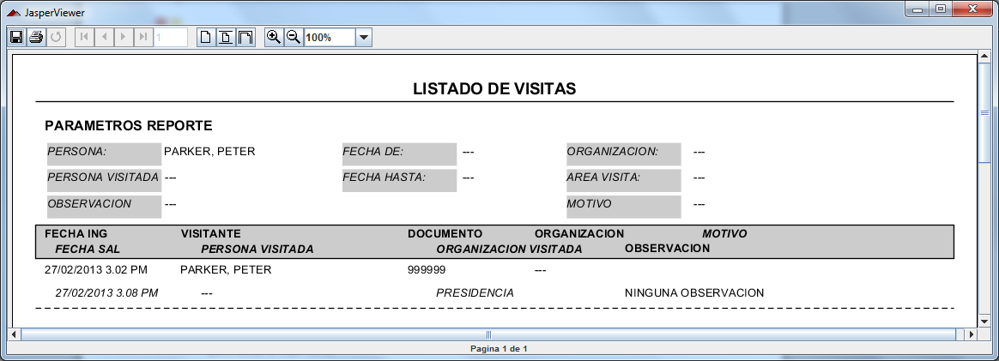 JasperViewer
1
100%
LISTADO DE VISITAS
PARAMETROS REPORTE
PERSONA: PARKER, PETER FECHA DE: --- ORGANIZACION: ---
PERSONA VISITADA --- FECHA HASTA: --- AREA VISITA: ---
OBSERVACION --- MOTIVO ---
FECHA ING VISITANTE DOCUMENTO ORGANIZACION MOTIVO
FECHA SAL PERSONA VISITADA ORGANIZACION VISITADA OBSERVACION
27/02/2013 3.02 PM PARKER, PETER 999999 ---
27/02/2013 3.08 PM --- PRESIDENCIA NINGUNA OBSERVACION
Pagina 1 de 1